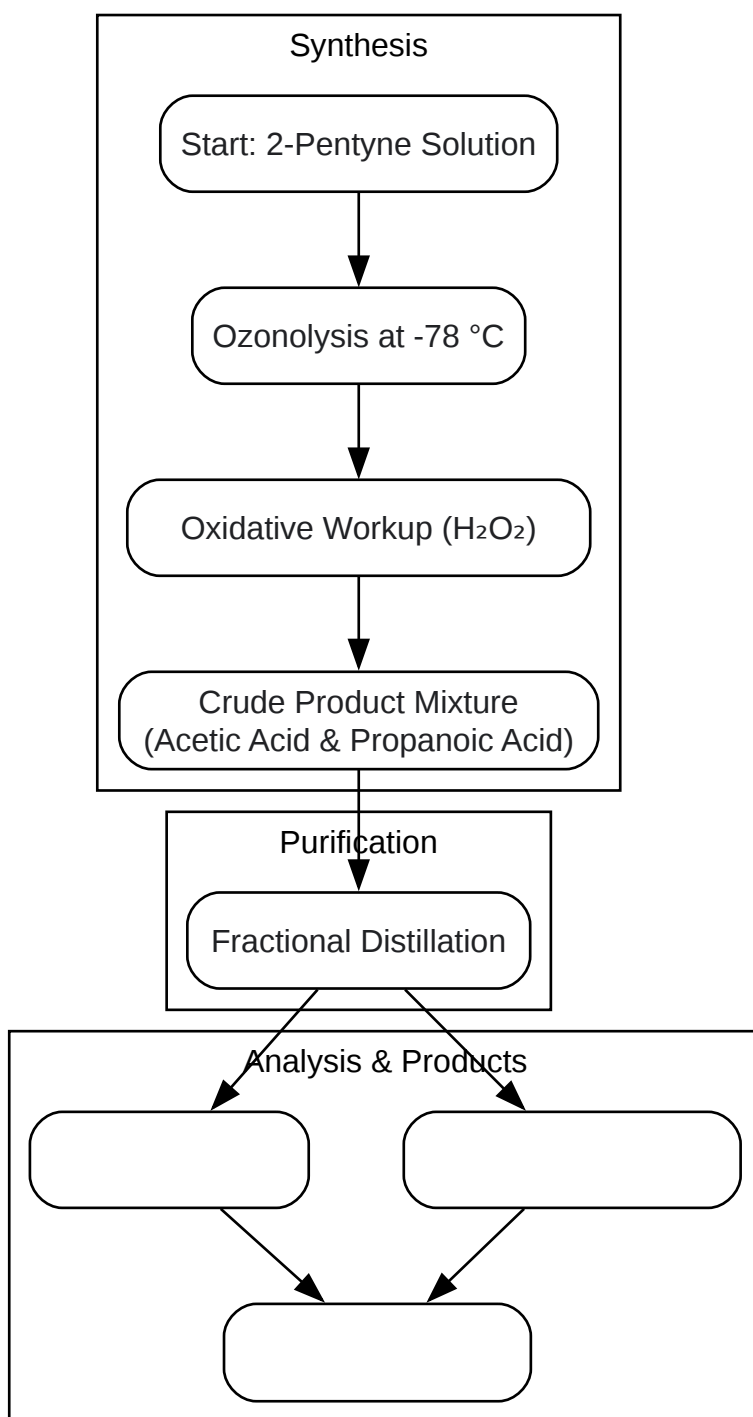 Synthesis
Start: 2-Pentyne Solution
Ozonolysis at -78 °C
Oxidative Workup (H₂O₂)
Crude Product Mixture
(Acetic Acid & Propanoic Acid)
Purification
Fractional Distillation
Analysis & Products